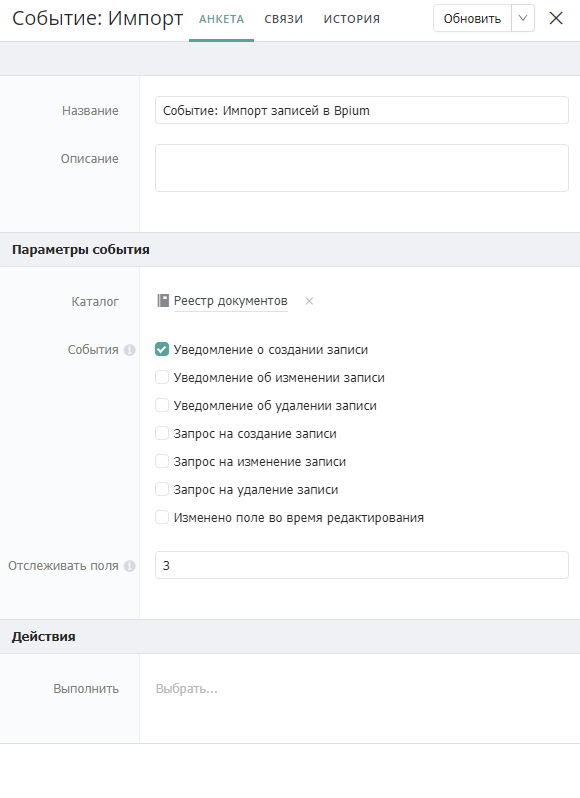 Событие: Импорт АНКЕТА СВЯЗИ ИСТОРИЯ Обновить
Название Событие: Импорт записей в Bpium
Описание
Параметры события
Каталог Реестр документов
События Уведомление о создании записи
Уведомление об изменении записи
Уведомление об удалении записи
Запрос на создание записи
Запрос на изменение записи
Запрос на удаление записи
Изменено поле во время редактирования
Отслеживать поля 3
Действия
Выполнить Выбрать...